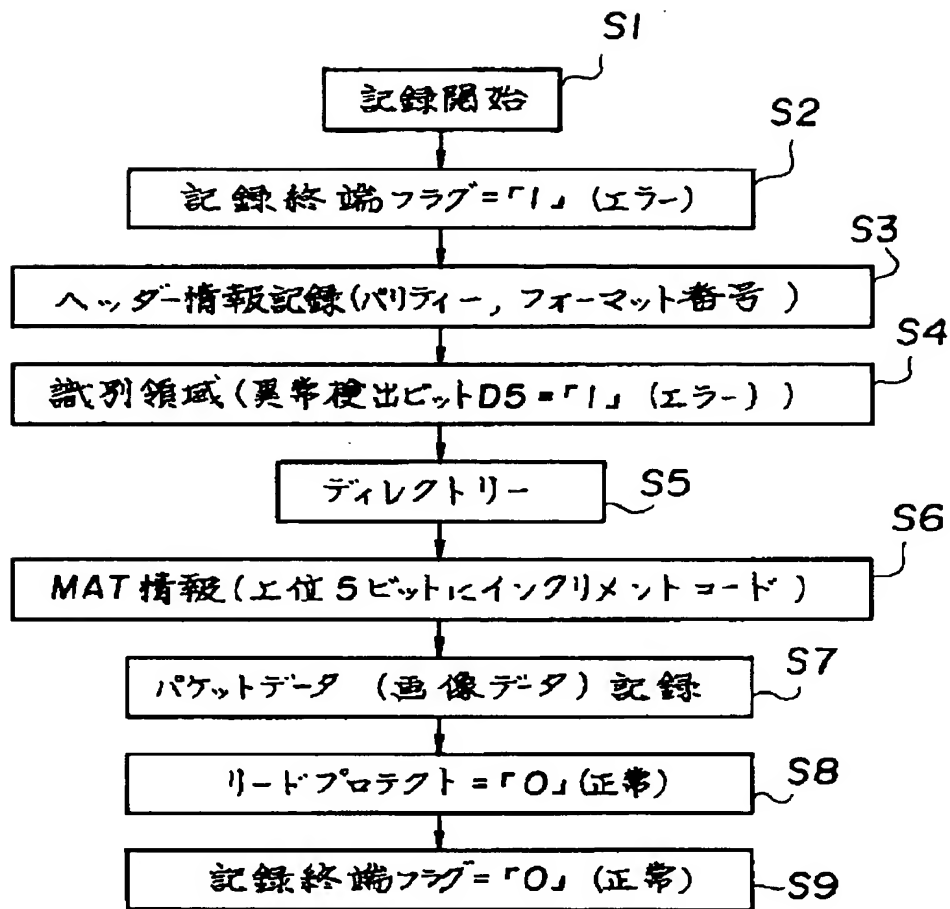 S1
記録開始
S2
記録終端フラグ=「1」(エラー)
S3
ヘッダー情報記録(パリティー,フォーマット番号)
S4
識別領域(異常検出ビットD5=「1」(エラー))
ディレクトリー
S5
S6
MAT情報(上位5ビットにインクリメントコード)
S7
パケットデータ (画像データ)記録
リードプロテクト=「0」(正常)
S8
記録終端フラグ=「0」(正常)
S9